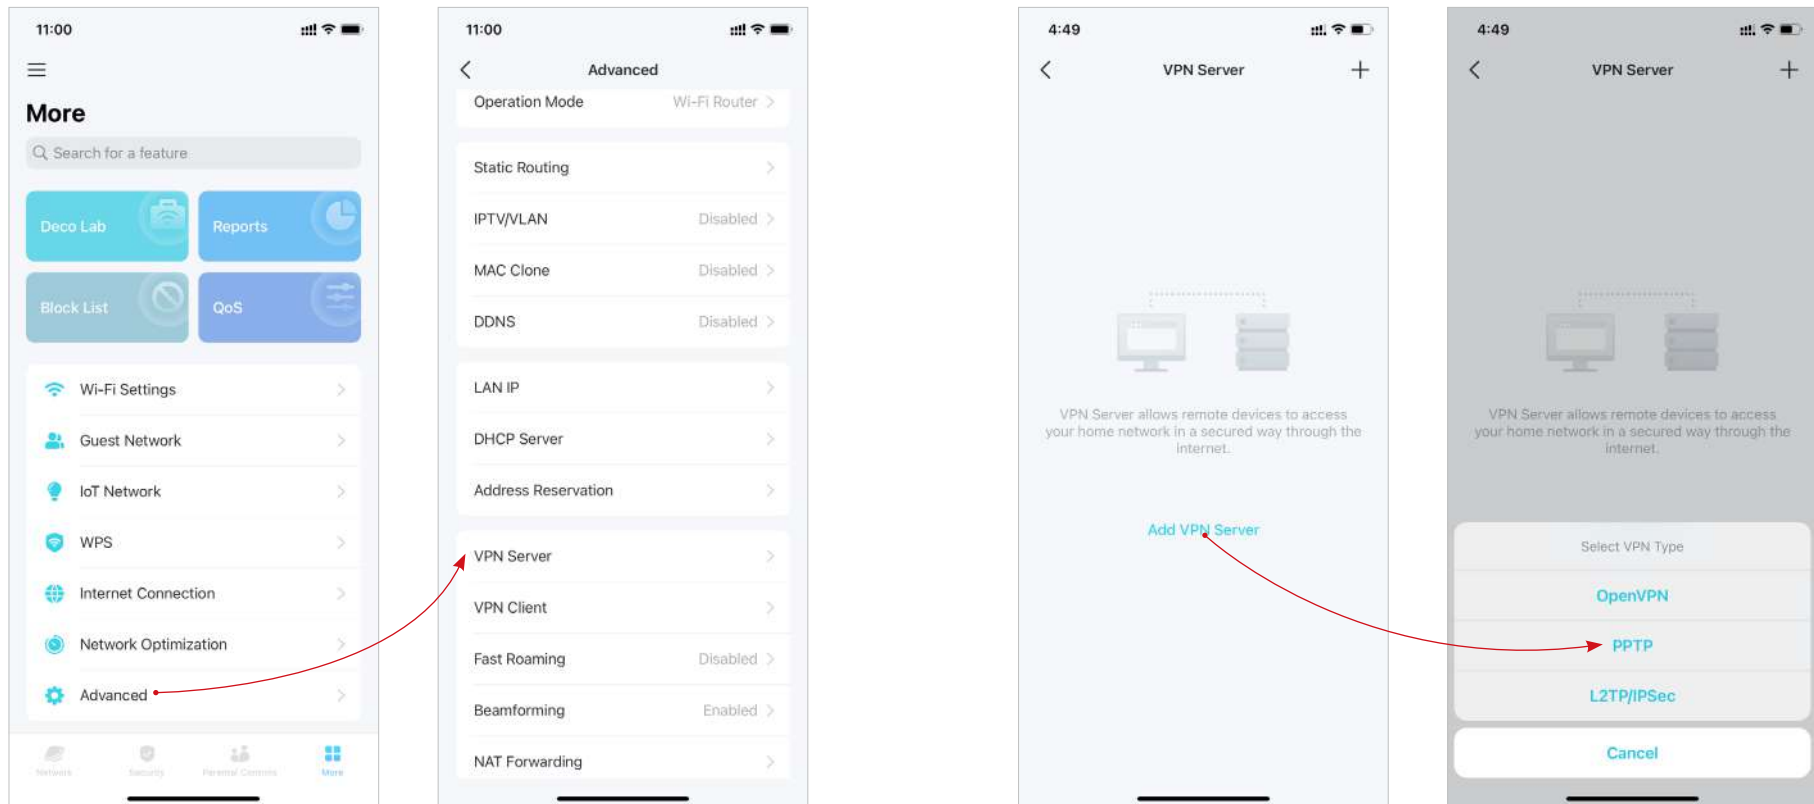 11:00
More
Search for a feature
Deco Lab
Reports
Block List
QoS
Wi-Fi Settings
Guest Network
IoT Network
WPS
Internet Connection
Network Optimization
Advanced
Network
Security
Parental Controls
More
11:00
Advanced
Operation Mode
Wi-Fi Router
Static Routing
IPTV/VLAN
Disabled
MAC Clone
Disabled
DDNS
Disabled
LAN IP
DHCP Server
Address Reservation
VPN Server
VPN Client
Fast Roaming
Disabled
Beamforming
Enabled
NAT Forwarding
4:49
VPN Server
VPN Server allows remote devices to access
your home network in a secured way through the
internet.
Add VPN Server
4:49
VPN Server
VPN Server allows remote devices to access
your home network in a secured way through the
internet.
Select VPN Type
OpenVPN
PPTP
L2TP/IPSec
Cancel